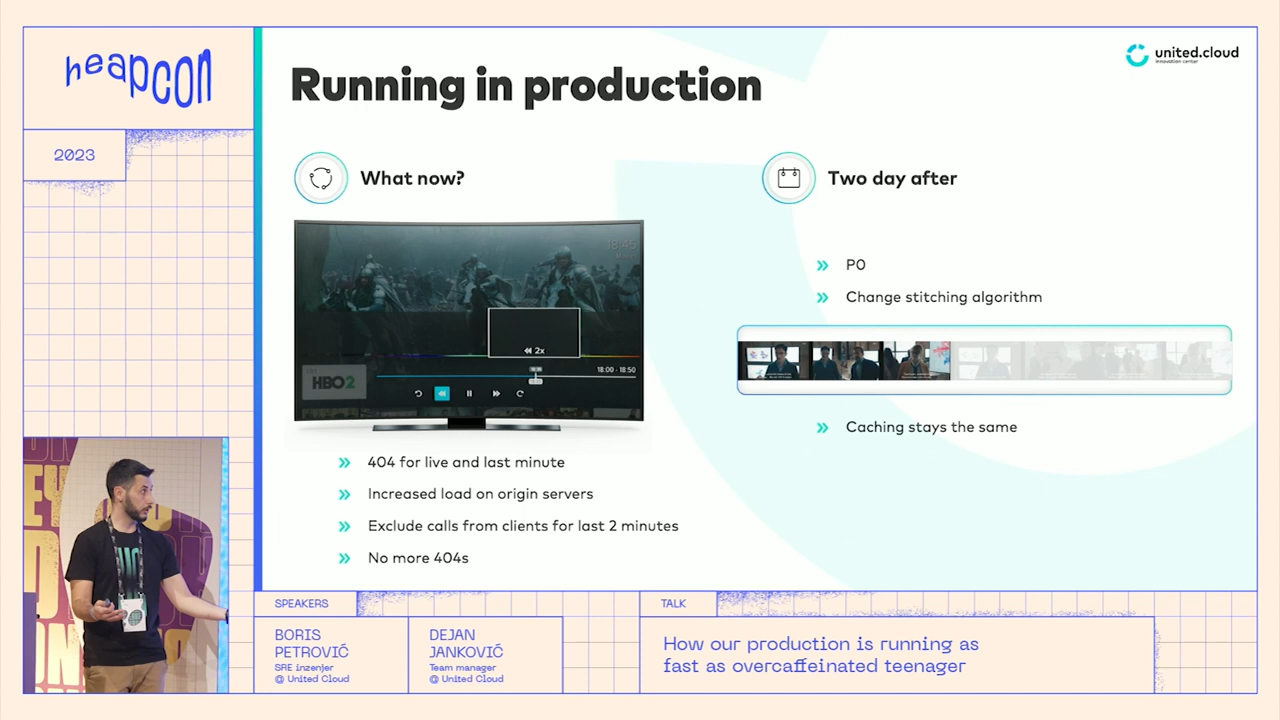 heapcon
2023
united.cloud
innovation center
Running in production
What now?
18:45
2x
HBO2
18:00 - 18:50
404 for live and last minute
Increased load on origin servers
Exclude calls from clients for last 2 minutes
No more 404s
Two day after
P0
Change stitching algorithm
Caching stays the same
SPEAKERS
BORIS
PETROVIĆ
SRE inzenjer
@ United Cloud
DEJAN
JANKOVIĆ
Team manager
@ United Cloud
TALK
How our production is running as
fast as overcaffeinated teenager